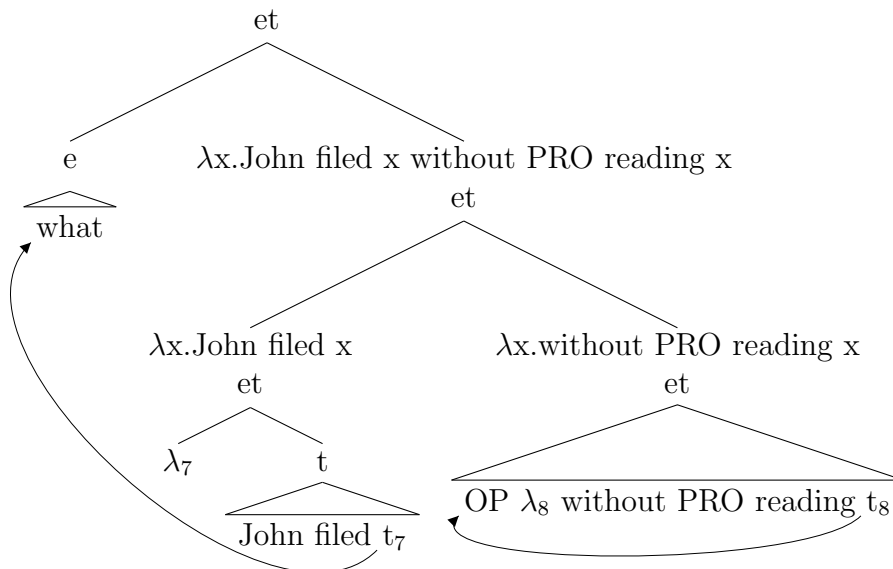 et
e
λx.John filed x without PRO reading x
et
what
λx.John filed x
λx.without PRO reading x
et
et
λ₇
t
John filed t₇
OP λ₈ without PRO reading t₈